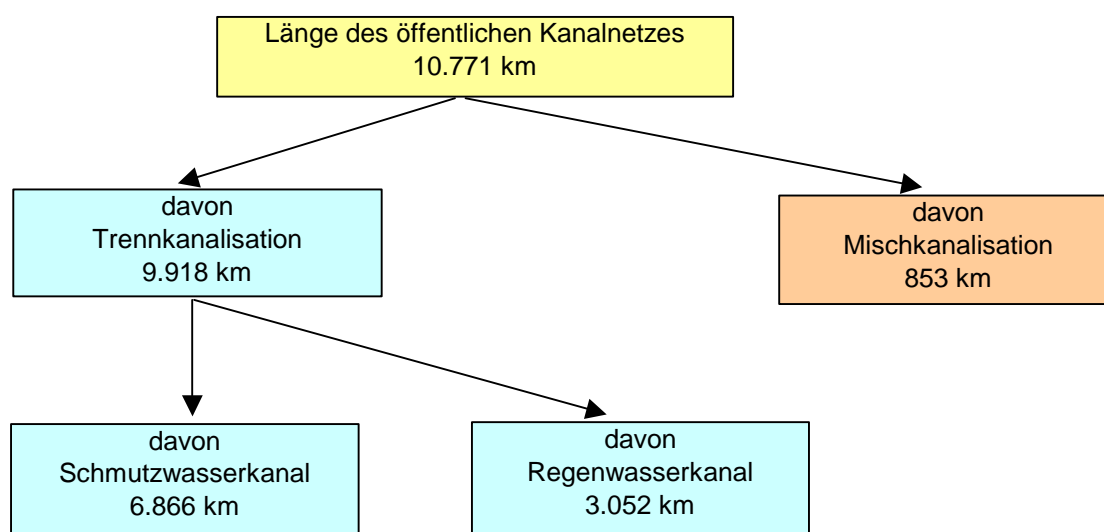 Länge des öffentlichen Kanalnetzes
10.771 km
davon
Trennkanalisation
9.918 km
davon
Mischkanalisation
853 km
davon
Schmutzwasserkanal
6.866 km
davon
Regenwasserkanal
3.052 km